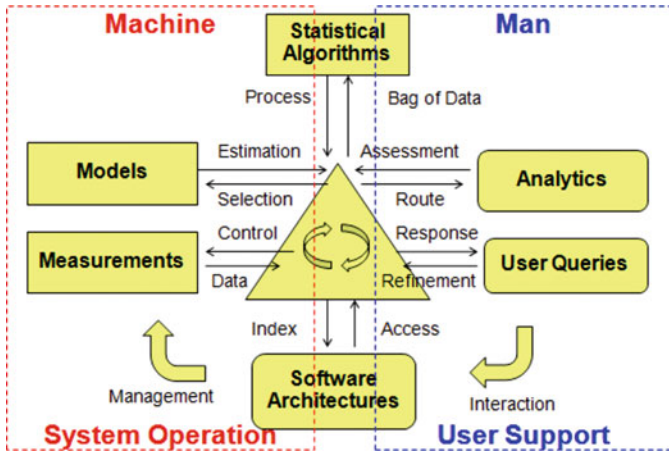 Machine
Man
Statistical
Algorithms
Process
Bag of Data
Estimation
Assessment
Models
Analytics
Selection
Route
Control
Response
Measurements
User Queries
Data
Refinement
Index
Access
Software
Architectures
Management
Interaction
System Operation
User Support